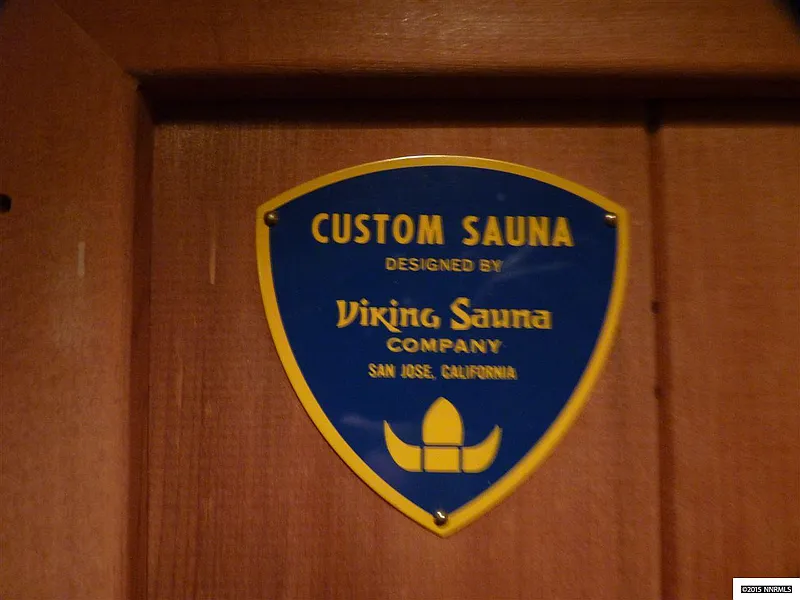 CUSTOM SAUNA
DESIGNED BY
Viking Sauna
COMPANY
SAN JOSE, CALIFORNIA
©2015 NNRMLS